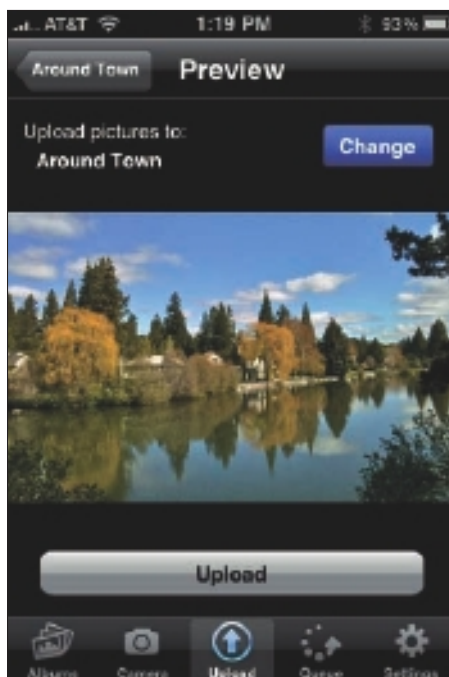 AT&T 1:19 PM 93%
Around Town Preview
Upload pictures to:
Around Town
Change
Upload
Albums Camera Upload Queue Settings